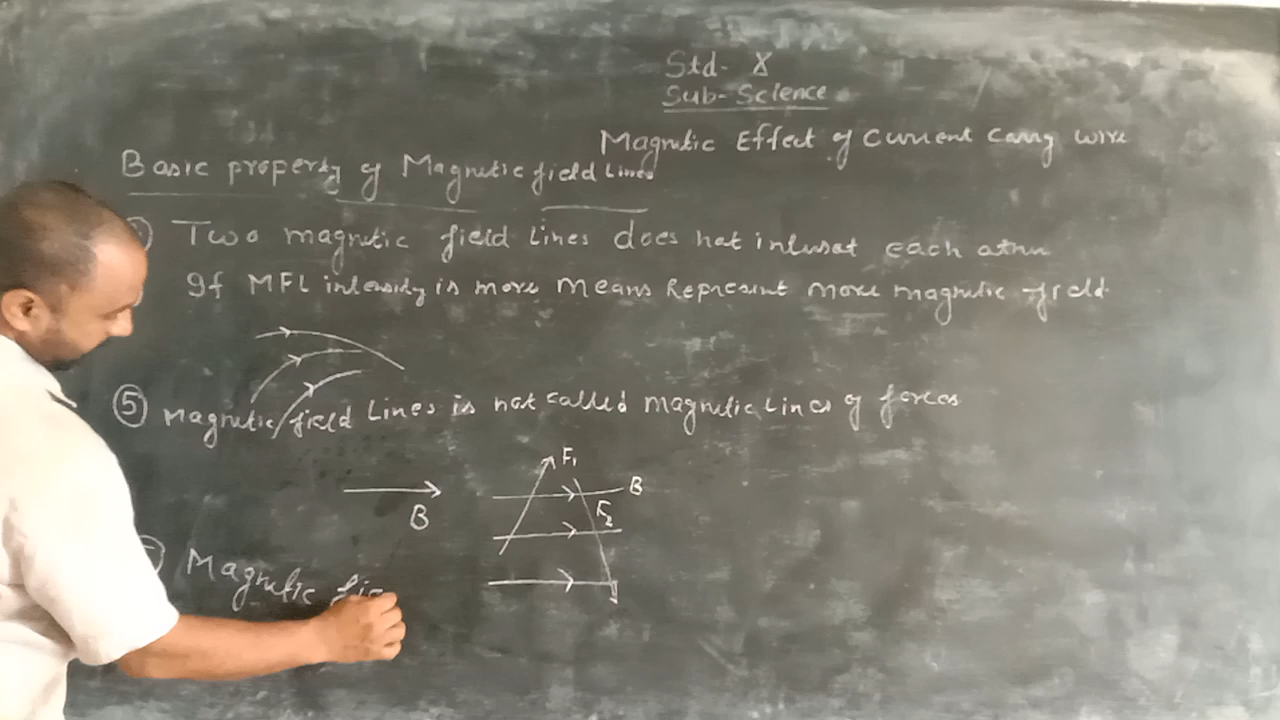 Std- X
Sub-Science
Magnetic Effect of Current Carry wire
Basic property of Magnetic field Lines
Two magnetic field lines does not intersect each other
If MFL intensity is more means Represent more magnetic field
⑤ Magnetic field Lines is not called magnetic Lines of forces
F₁
B
F₂
B
Magnetic fie